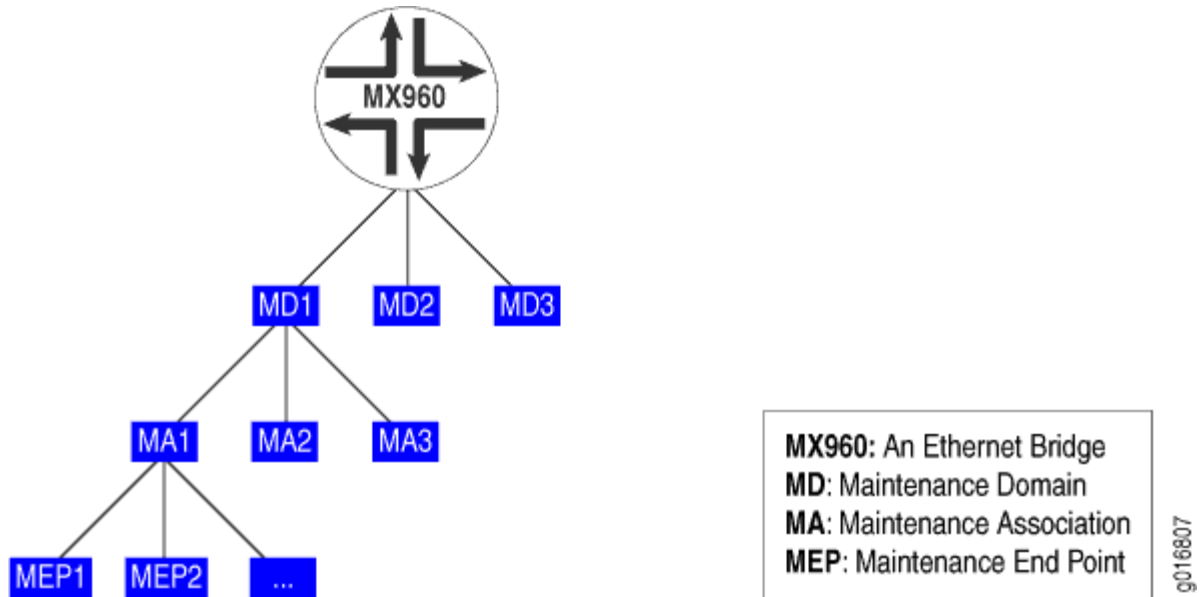 MX960
MD1 MD2 MD3
MA1 MA2 MA3
MEP1 MEP2 ...
MX960: An Ethernet Bridge
MD: Maintenance Domain
MA: Maintenance Association
MEP: Maintenance End Point
g016807